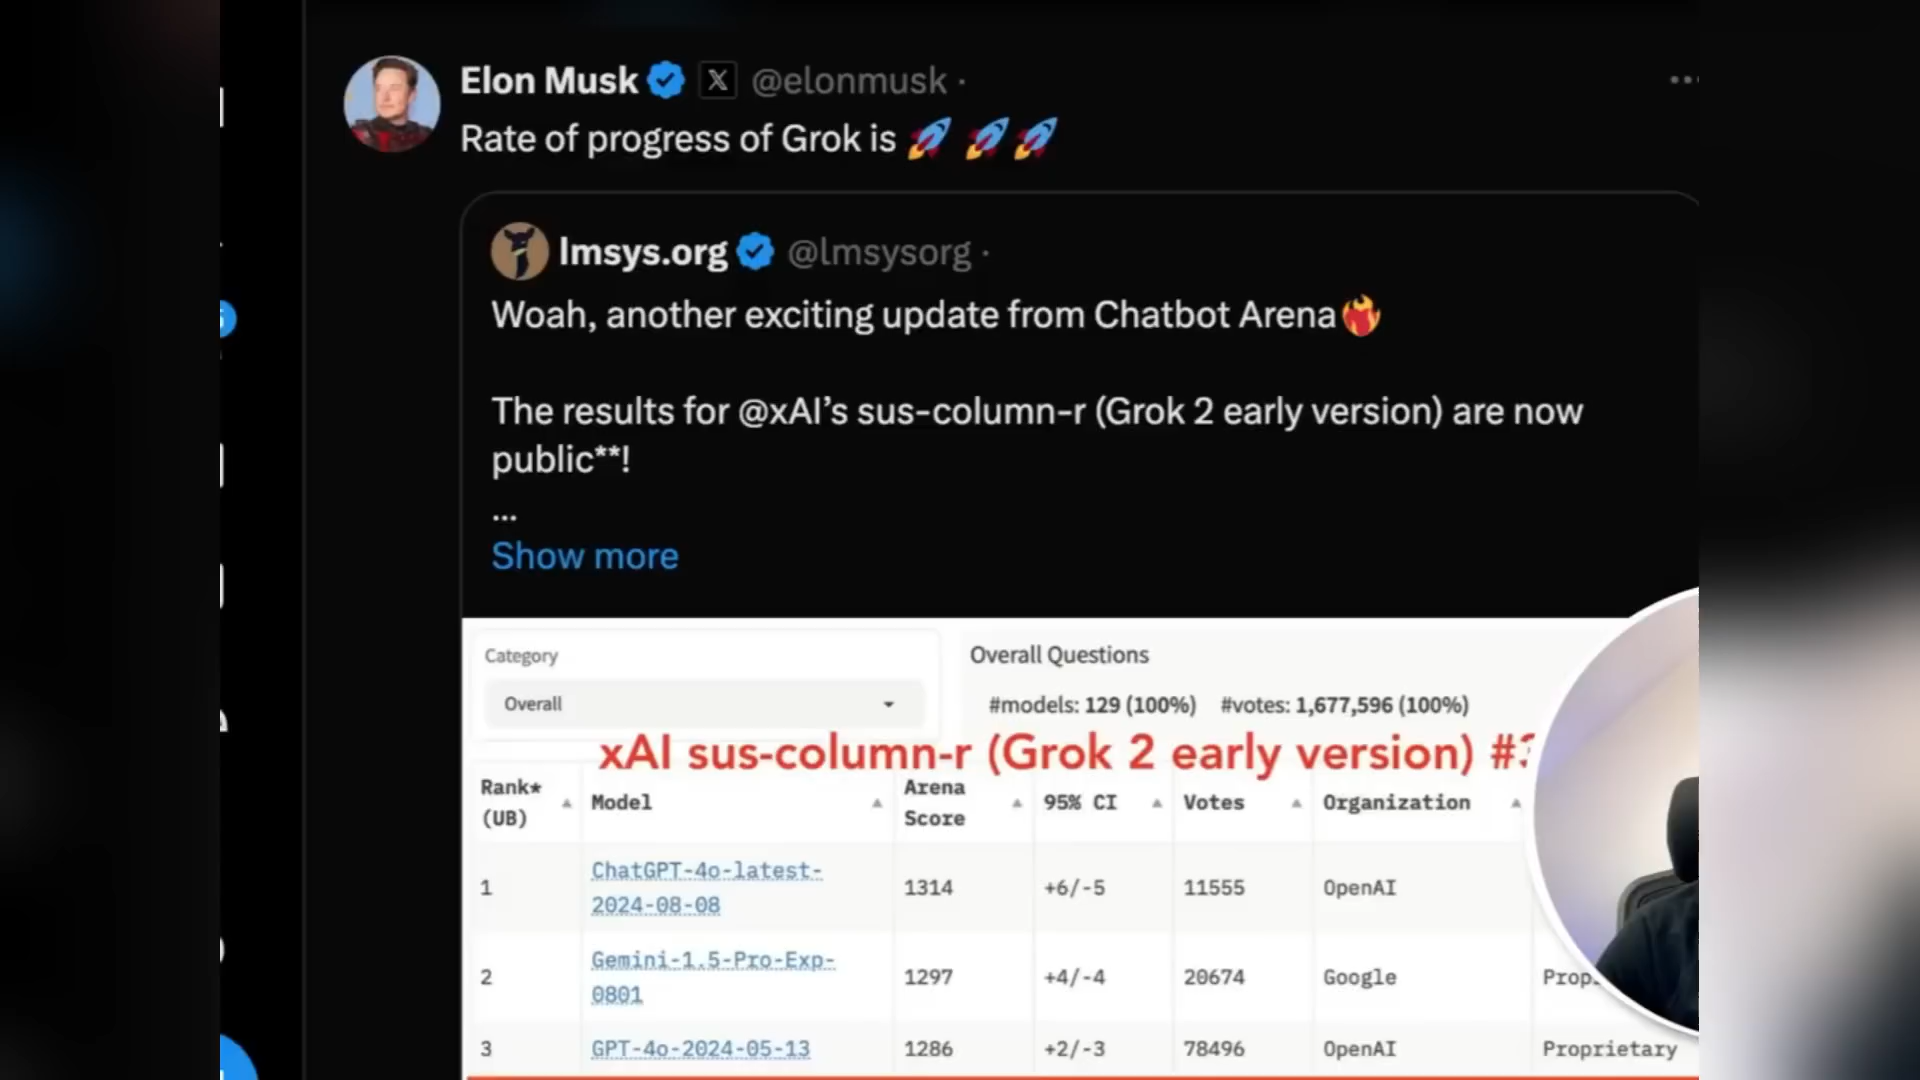 Elon Musk @elonmusk ·
Rate of progress of Grok is 🚀 🚀 🚀
lmsys.org @lmsysorg ·
Woah, another exciting update from Chatbot Arena❤️‍🔥
The results for @xAI’s sus-column-r (Grok 2 early version) are now
public**!
...
Show more
Category
Overall Questions
Overall
#models: 129 (100%) #votes: 1,677,596 (100%)
xAI sus-column-r (Grok 2 early version)
Rank* (UB) Model Arena Score 95% CI Votes Organization
1 ChatGPT-4o-latest-2024-08-08 1314 +6/-5 11555 OpenAI
2 Gemini-1.5-Pro-Exp-0801 1297 +4/-4 20674 Google
3 GPT-4o-2024-05-13 1286 +2/-3 78496 OpenAI Proprietary